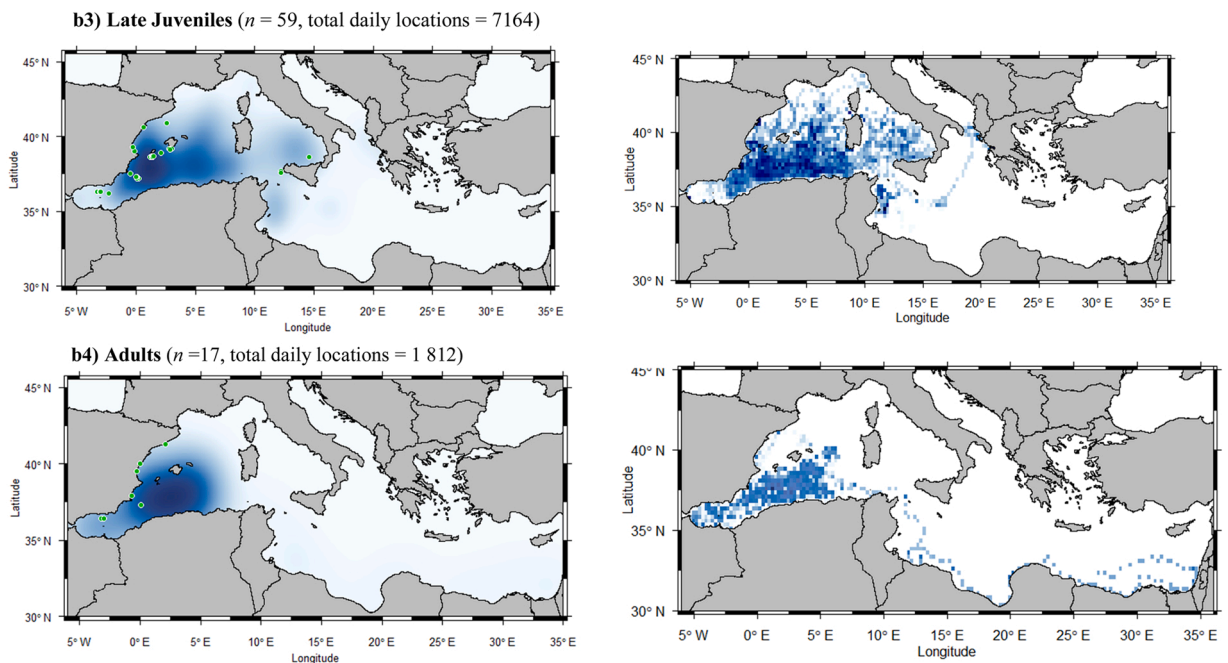 b3) Late Juveniles (n = 59, total daily locations = 7164)
45° N
40° N
35° N
30° N
Latitude
5° W 0° E 5° E 10° E 15° E 20° E 25° E 30° E 35° E
Longitude
45° N
40° N
35° N
30° N
Latitude
5° W 0° E 5° E 10° E 15° E 20° E 25° E 30° E 35° E
Longitude
b4) Adults (n =17, total daily locations = 1 812)
45° N
40° N
35° N
30° N
Latitude
5° W 0° E 5° E 10° E 15° E 20° E 25° E 30° E 35° E
Longitude
45° N
40° N
35° N
30° N
Latitude
5° W 0° E 5° E 10° E 15° E 20° E 25° E 30° E 35° E
Longitude